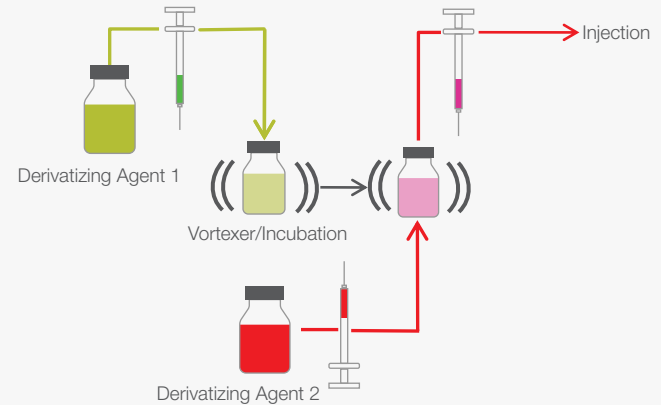 Injection
Derivatizing Agent 1
Vortexer/Incubation
Derivatizing Agent 2